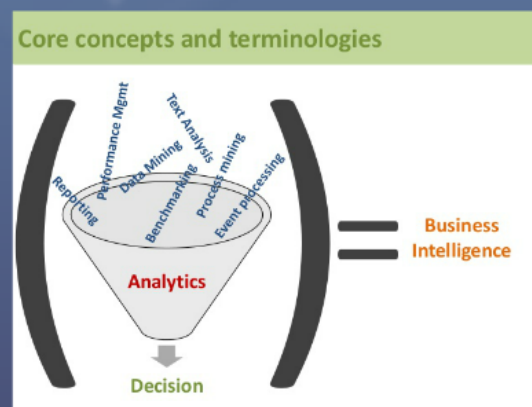 Core concepts and terminologies
Performance Mgmt
Text Analysis
Data Mining
Process mining
Reporting
Benchmarking
Event processing
Analytics
Business
Intelligence
Decision